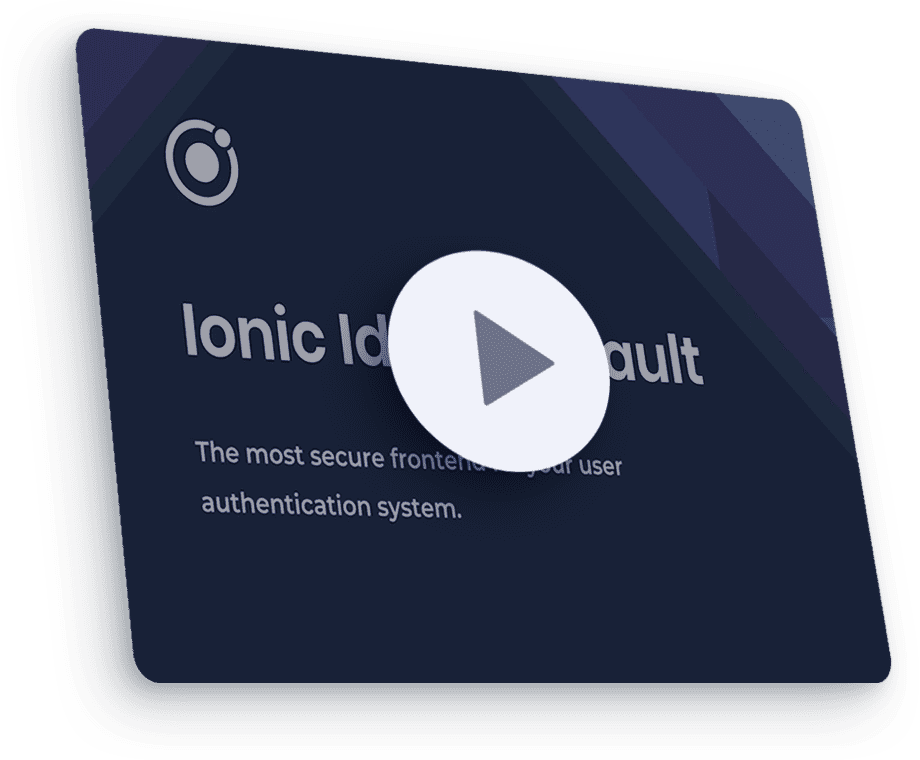 Ionic Id ault
The most secure frontend your user
authentication system.